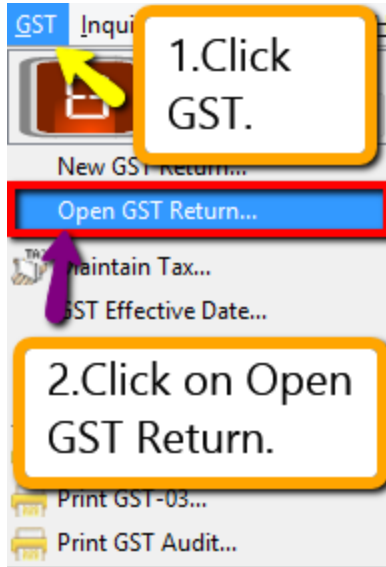 GST Inqui
1.Click
GST.
New GST Return...
Open GST Return...
Maintain Tax...
GST Effective Date...
2.Click on Open
GST Return.
Print GST-03...
Print GST Audit...